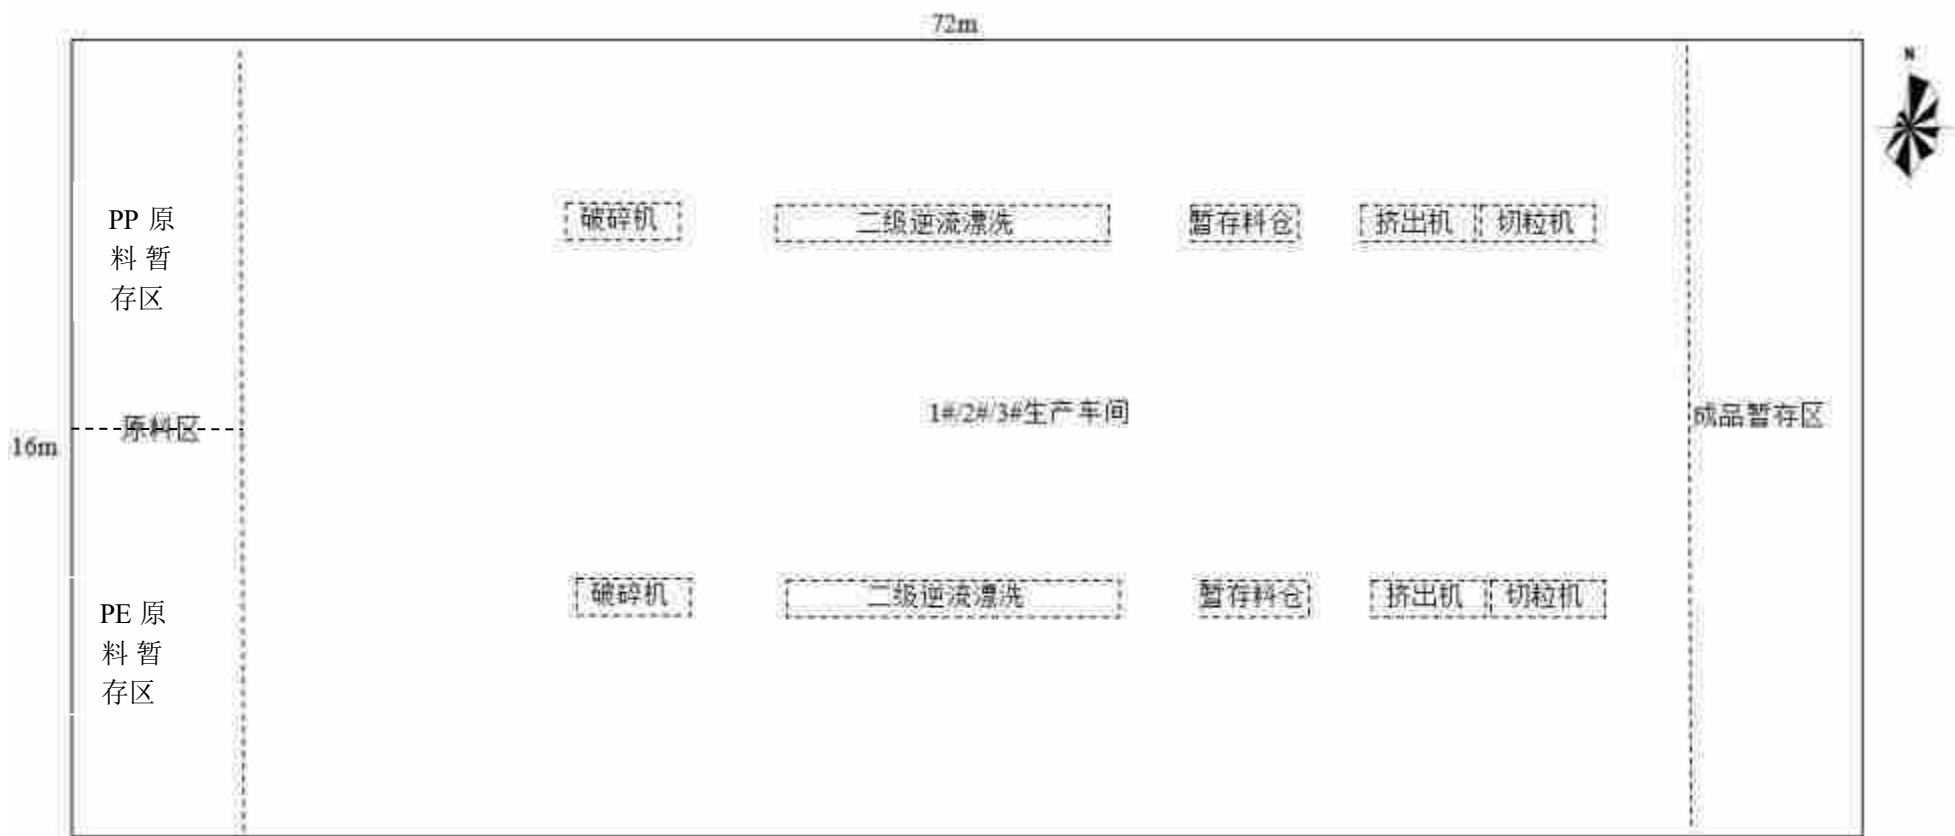 72m
N
PP 原
料 暂
存区
破碎机
二级逆流漂洗
暂存料仓
挤出机
切粒机
原料区
1#/2#/3#生产车间
成品暂存区
16m
破碎机
二级逆流漂洗
暂存料仓
挤出机
切粒机
PE 原
料 暂
存区